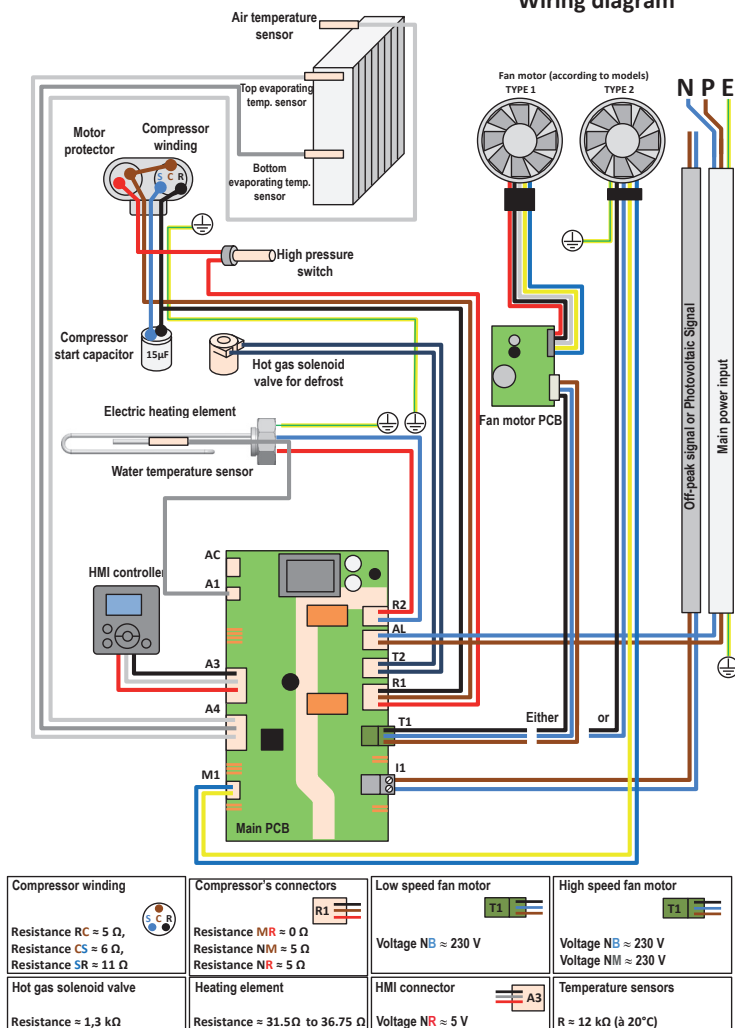 Wiring diagram
Air temperature
sensor
Top evaporating
temp. sensor
Bottom
evaporating temp.
sensor
Motor
protector
Compressor
winding
S C R
High pressure
switch
Compressor
start capacitor
15µF
Hot gas solenoid
valve for defrost
Electric heating element
Water temperature sensor
Fan motor (according to models)
TYPE 1
TYPE 2
N P E
Fan motor PCB
Off-peak signal or Photovoltaic Signal
Main power input
HMI controller
AC
A1
A3
A4
M1
R2
AL
T2
R1
T1
I1
Either or
Main PCB
Compressor winding
S C R
Resistance RC ≈ 5 Ω,
Resistance CS ≈ 6 Ω,
Resistance SR ≈ 11 Ω
Compressor's connectors
R1
Resistance MR ≈ 0 Ω
Resistance NM ≈ 5 Ω
Resistance NR ≈ 5 Ω
Low speed fan motor
T1
Voltage NB ≈ 230 V
High speed fan motor
T1
Voltage NB ≈ 230 V
Voltage NM ≈ 230 V
Hot gas solenoid valve
Resistance ≈ 1,3 kΩ
Heating element
Resistance ≈ 31.5Ω to 36.75 Ω
HMI connector
A3
Voltage NR ≈ 5 V
Temperature sensors
R ≈ 12 kΩ (à 20°C)